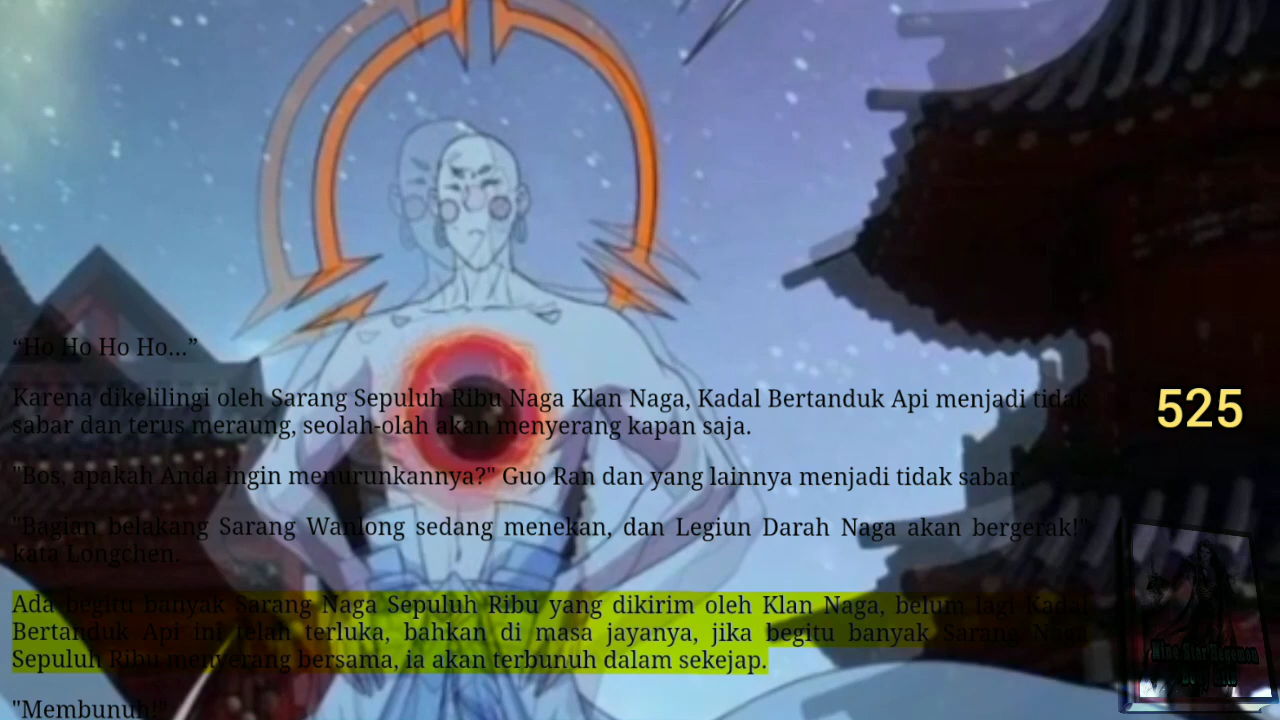 “Ho Ho Ho Ho...”
Karena dikelilingi oleh Sarang Sepuluh Ribu Naga Klan Naga, Kadal Bertanduk Api menjadi tidak
sabar dan terus meraung, seolah-olah akan menyerang kapan saja.
"Bos, apakah Anda ingin menurunkannya?" Guo Ran dan yang lainnya menjadi tidak sabar.
"Bagian belakang Sarang Wanlong sedang menekan, dan Legiun Darah Naga akan bergerak!"
kata Longchen.
Ada begitu banyak Sarang Naga Sepuluh Ribu yang dikirim oleh Klan Naga, belum lagi Kadal
Bertanduk Api ini telah terluka, bahkan di masa jayanya, jika begitu banyak Sarang Naga
Sepuluh Ribu menyerang bersama, ia akan terbunuh dalam sekejap.
"Membunuh!"
525
Nine Star Hegemon
Body Arts